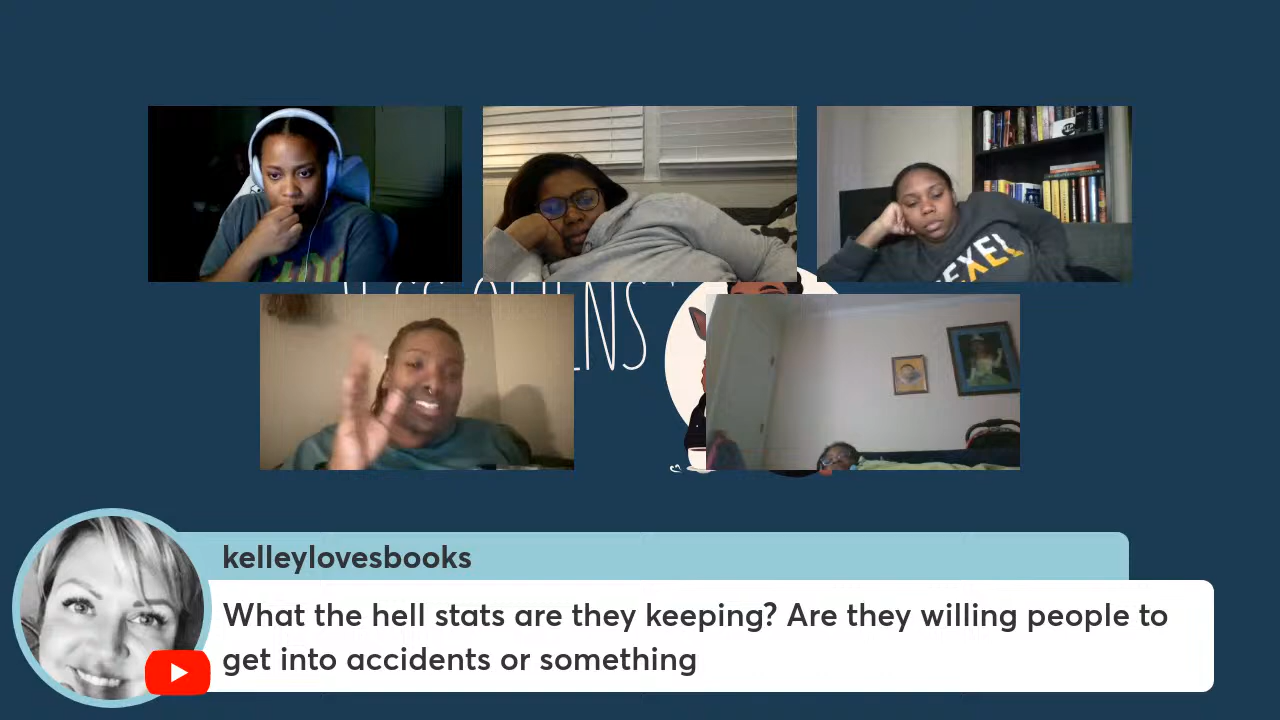 kelleylovesbooks
What the hell stats are they keeping? Are they willing people to
get into accidents or something